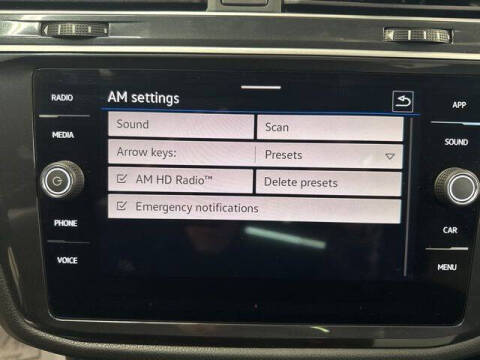 RADIO
MEDIA
PHONE
VOICE
AM settings
Sound
Scan
Arrow keys: Presets
AM HD Radio™
Delete presets
Emergency notifications
APP
SOUND
CAR
MENU